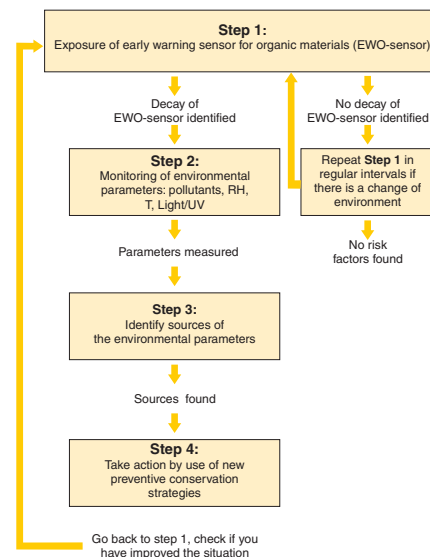 Step 1:
Exposure of early warning sensor for organic materials (EWO-sensor)
Decay of
EWO-sensor identified
No decay of
EWO-sensor identified
Step 2:
Monitoring of environmental
parameters: pollutants, RH,
T, Light/UV
Repeat Step 1 in
regular intervals if
there is a change of
environment
Parameters measured
No risk
factors found
Step 3:
Identify sources of
the environmental parameters
Sources found
Step 4:
Take action by use of new
preventive conservation
strategies
Go back to step 1, check if you
have improved the situation